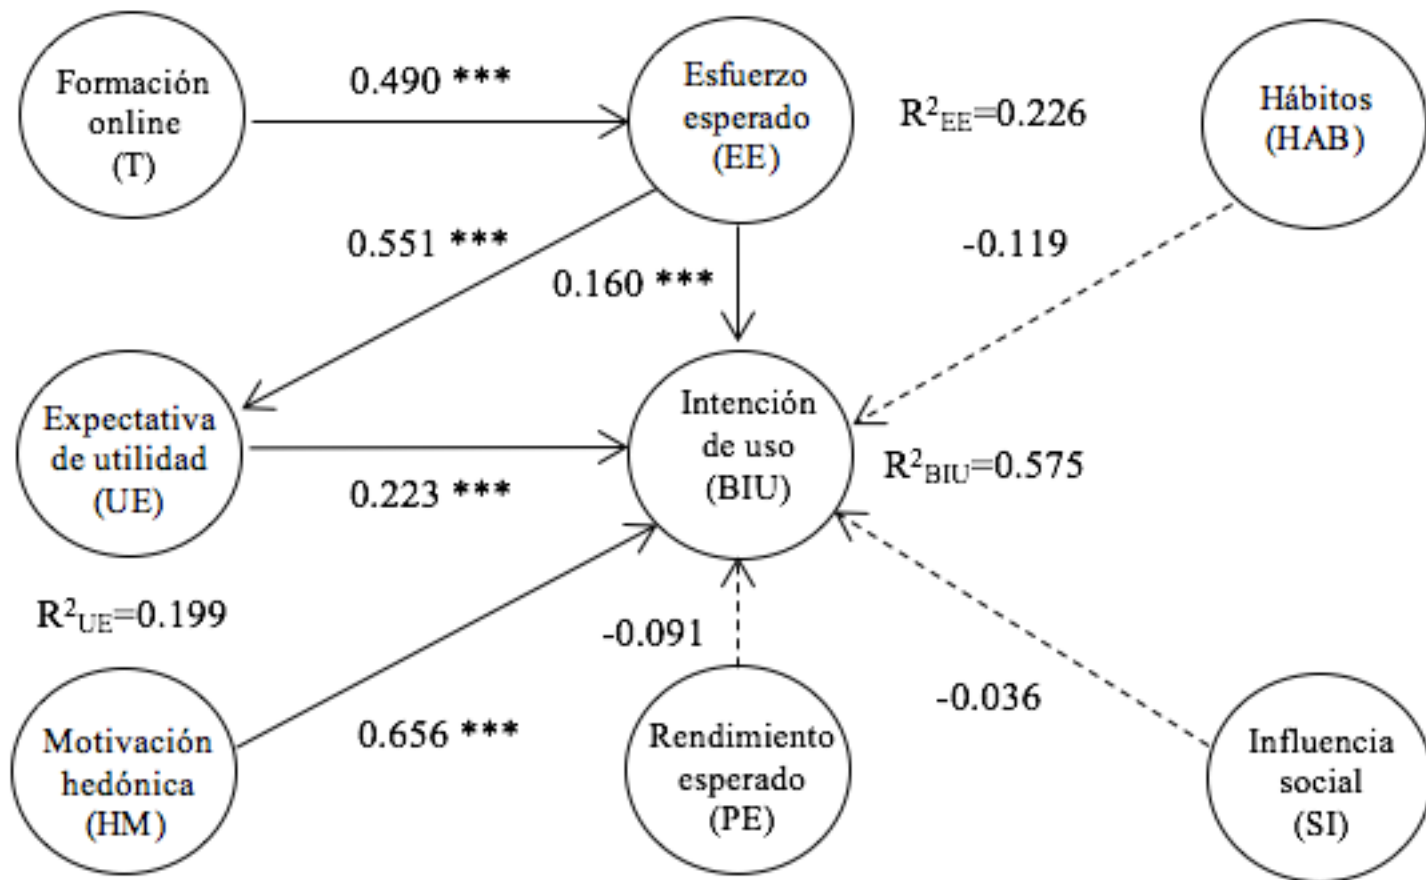 Formación
online
(T)
0.490 ***
Esfuerzo
esperado
(EE)
R²EE=0.226
Hábitos
(HAB)
0.551 ***
0.160 ***
-0.119
Expectativa
de utilidad
(UE)
0.223 ***
Intención
de uso
(BIU)
R²BIU=0.575
R²UE=0.199
-0.091
-0.036
Motivación
hedónica
(HM)
0.656 ***
Rendimiento
esperado
(PE)
Influencia
social
(SI)